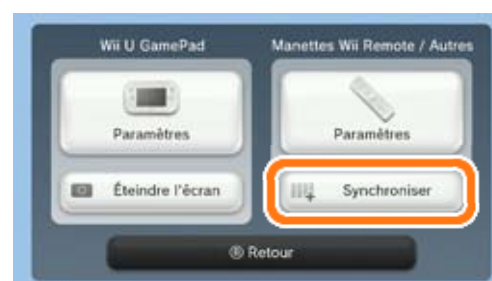 Wii U GamePad
Manettes Wii Remote / Autres
Paramètres
Paramètres
Éteindre l'écran
Synchroniser
Ⓑ Retour